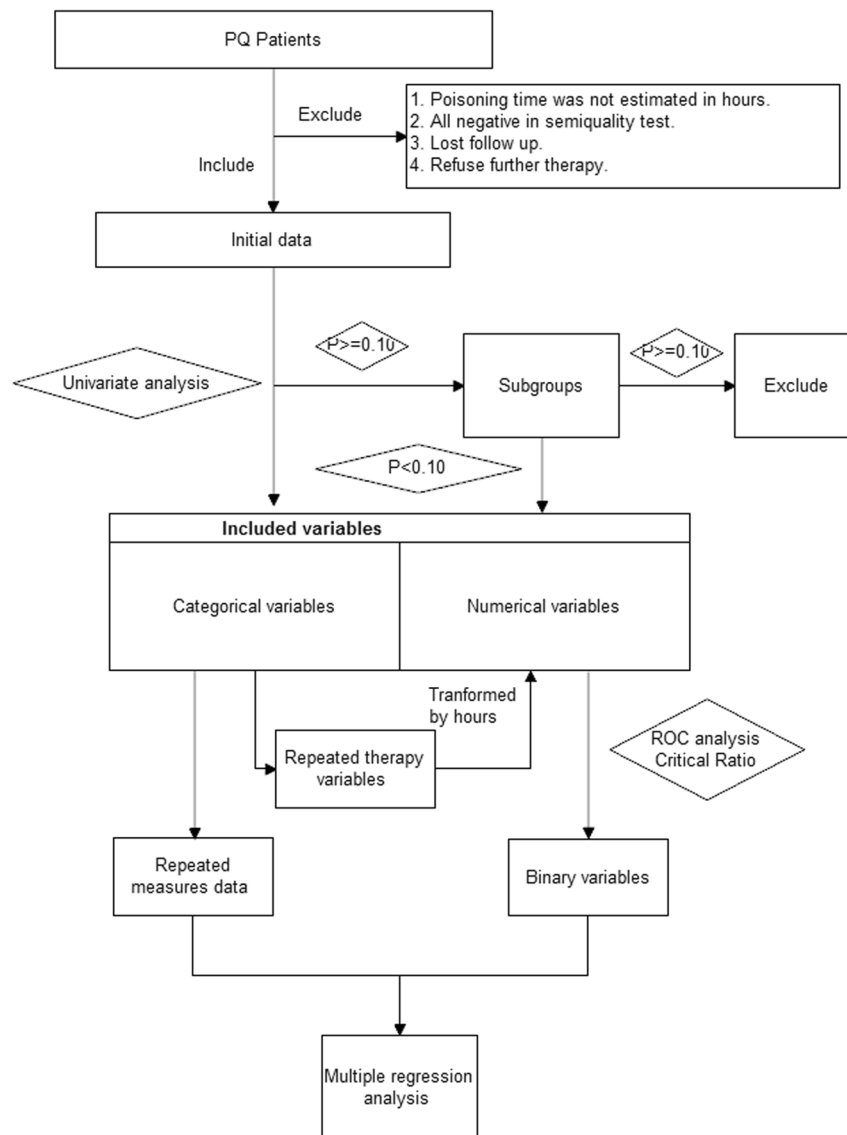 PQ Patients
Exclude
1. Poisoning time was not estimated in hours.
2. All negative in semiquality test.
3. Lost follow up.
4. Refuse further therapy.
Include
Initial data
P>=0.10
P>=0.10
Univariate analysis
Subgroups
Exclude
P<0.10
Included variables
Categorical variables
Numerical variables
Tranformed
by hours
ROC analysis
Critical Ratio
Repeated therapy
variables
Repeated
measures data
Binary variables
Multiple regression
analysis